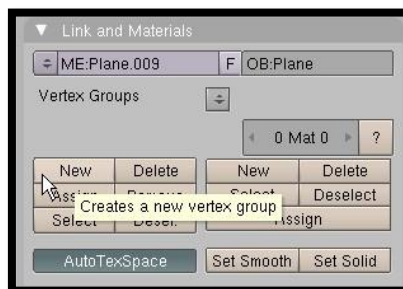 Link and Materials
ME:Plane.009 F OB:Plane
Vertex Groups
0 Mat 0 ?
New Delete New Delete
Select Deselect
Creates a new vertex group
Select Desel. Assign
AutoTexSpace Set Smooth Set Solid